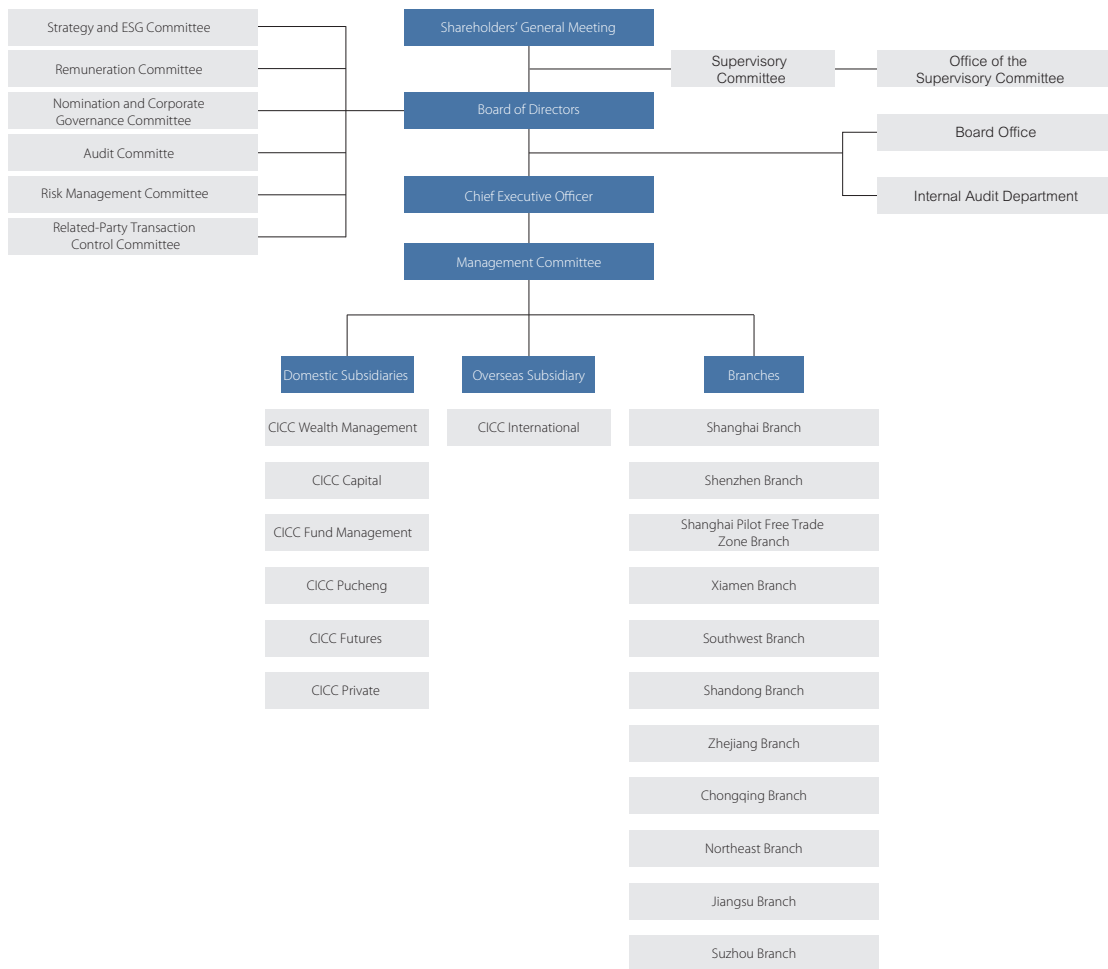 Strategy and ESG Committee
Remuneration Committee
Nomination and Corporate
Governance Committee
Audit Committe
Risk Management Committee
Related-Party Transaction
Control Committee
Shareholders' General Meeting
Supervisory
Committee
Office of the
Supervisory Committee
Board of Directors
Board Office
Internal Audit Department
Chief Executive Officer
Management Committee
Domestic Subsidiaries
CICC Wealth Management
CICC Capital
CICC Fund Management
CICC Pucheng
CICC Futures
CICC Private
Overseas Subsidiary
CICC International
Branches
Shanghai Branch
Shenzhen Branch
Shanghai Pilot Free Trade
Zone Branch
Xiamen Branch
Southwest Branch
Shandong Branch
Zhejiang Branch
Chongqing Branch
Northeast Branch
Jiangsu Branch
Suzhou Branch